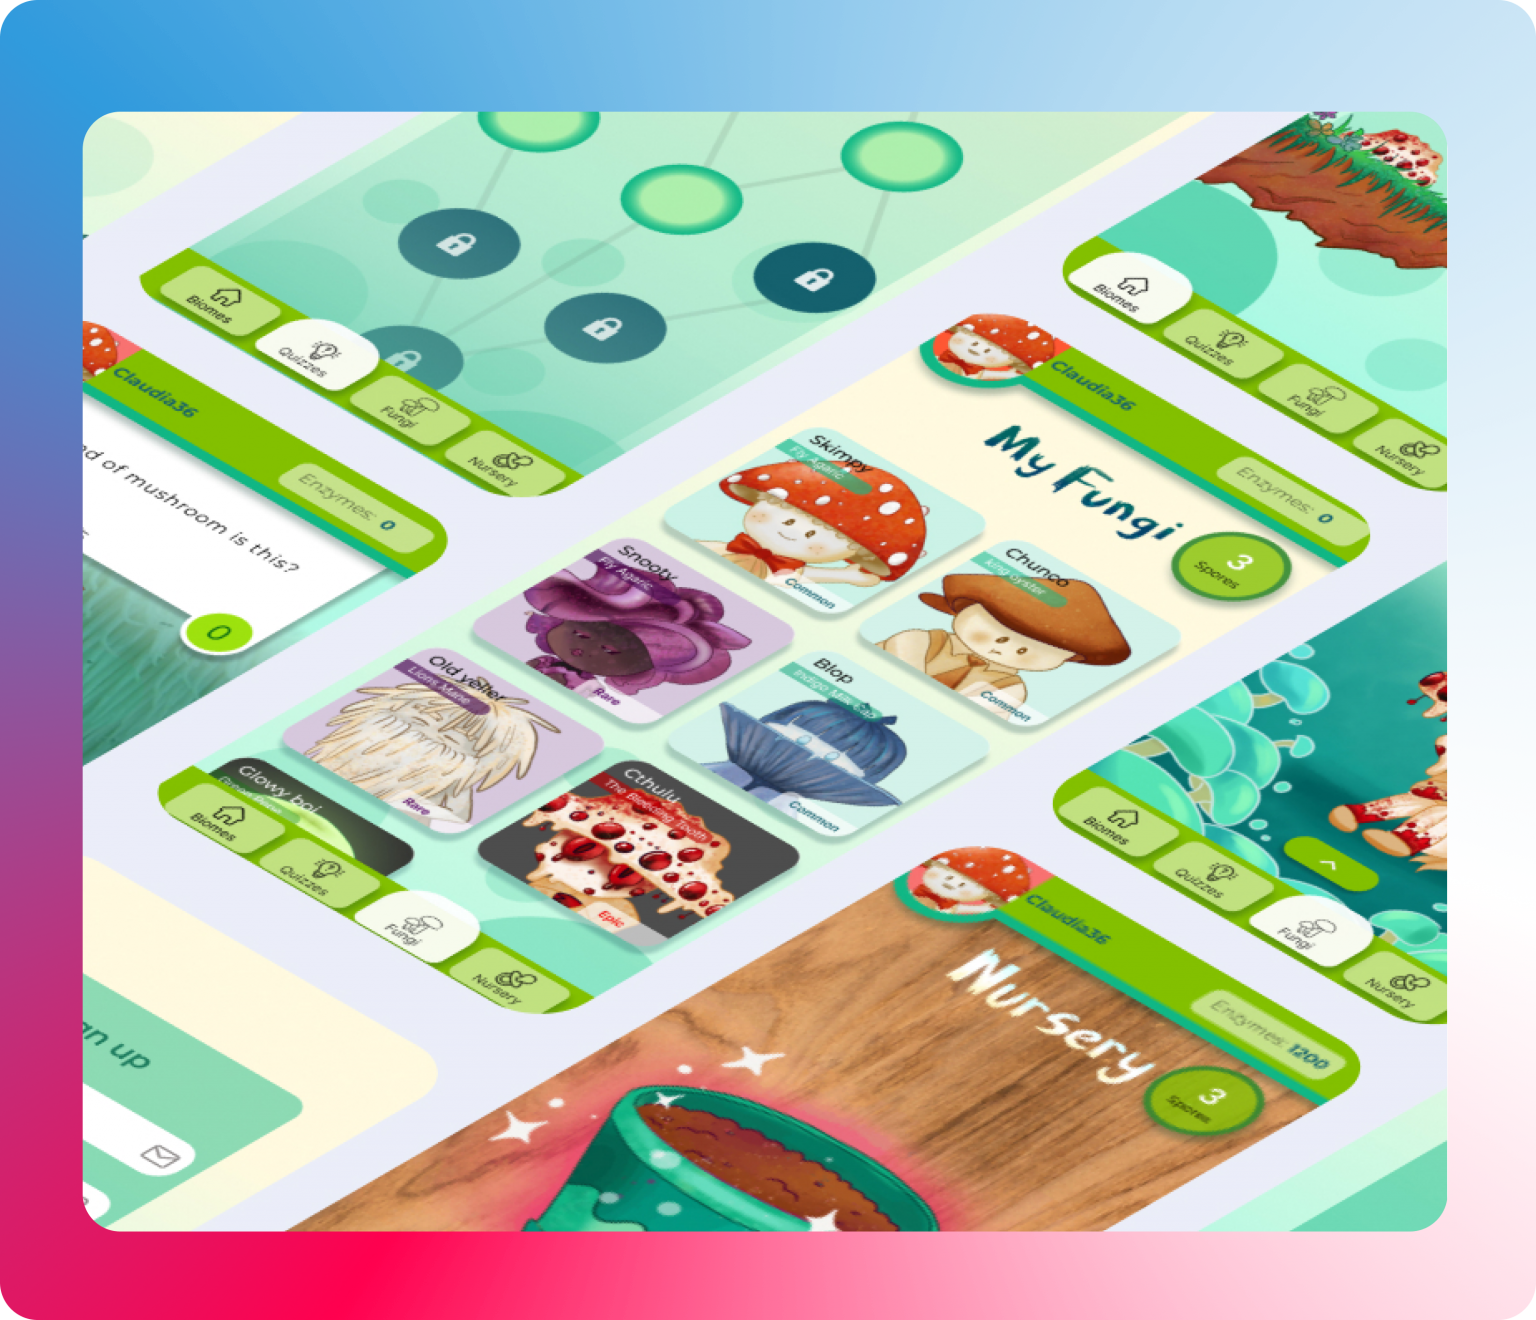 Biomes
Quizzes
Fungi
Nursery
Claudia36
Enzymes: 0
d of mushroom is this?
0
Biomes
Quizzes
Fungi
Nursery
Claudia36
Enzymes: 0
My Fungi
3
Spores
Skimpy
Fly Agaric
Common
Chunco
king oyster
Common
Snooty
Fly Agaric
Rare
Blop
Indigo Milk Cap
Common
Old yeller
Lions Mane
Rare
Cthulu
The Bleeding Tooth
Epic
Glowy boi
Biomes
Quizzes
Fungi
Nursery
Claudia36
Enzymes: 1200
Nursery
3
Spores
Biomes
Quizzes
Fungi
Nursery
n up